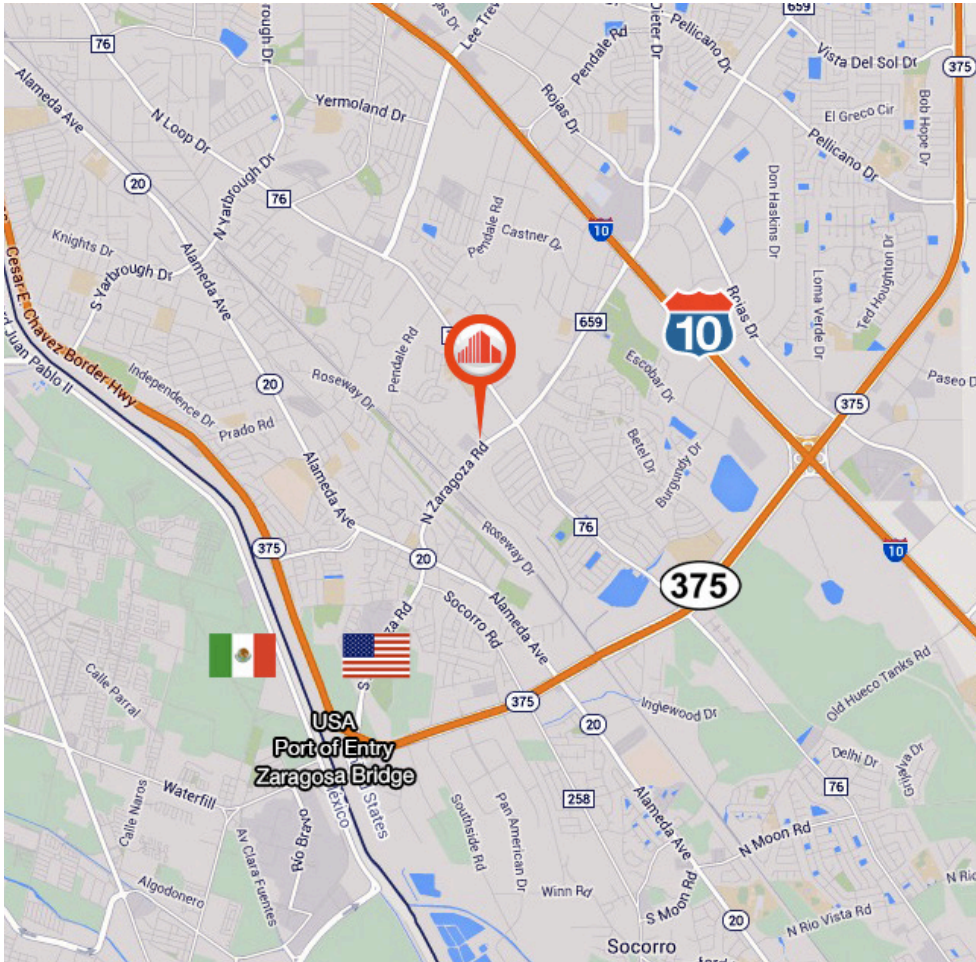 659
Pellicano Dr
76
Lee Trev
Dieter Dr
Pendale Rd
Vista Del Sol Dr
375
Alameda Ave
Yermoland Dr
Rojas Dr
Bob Hope Dr
N Loop Dr
El Greco Cir
Pellicano Dr
20
N Yarbrough Dr
76
Don Haskins Dr
Pendale Rd
Castner Dr
10
Knights Dr
Alameda Ave
Ted Houghton Dr
S Yarbrough Dr
Loma Verde Dr
Rojas Dr
Cesar E. Chavez Border Hwy
Juan Pablo II
659
10
Pendale Rd
Escobar Dr
Independence Dr
20
Roseway Dr
Paseo D
375
Prado Rd
Betel Dr
Burgundy Dr
N Zaragoza Rd
Alameda Ave
76
375
20
Roseway Dr
10
375
Socorro Rd
Alameda Ave
za Rd
S
Calle Parral
Old Hueco Tanks Rd
375
Inglewood Dr
20
USA
Port of Entry
Zaragosa Bridge
Delhi Dr
Waterfill
76
258
Calle Naros
México
States
Río Bravo
Southside Rd
Pan American Dr
Alameda Ave
Av Clara Fuentes
N Moon Rd
Algodonero
Winn Rd
S Moon Rd
N Rio
20
N Rio Vista Rd
Socorro